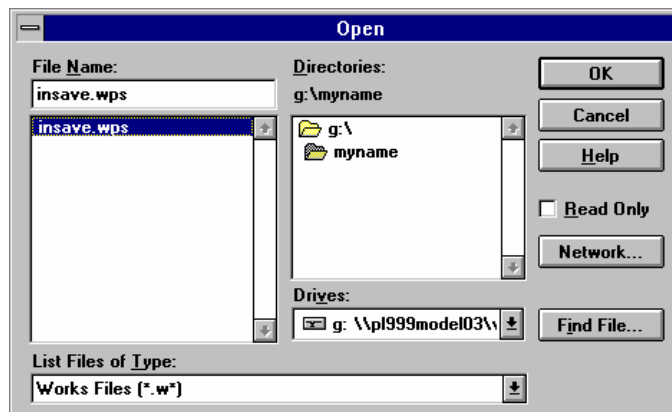 Open
File Name:
insave.wps
insave.wps
Directories:
g:\myname
g:\
myname
Drives:
g: \\pl999model03\
List Files of Type:
Works Files (*.w*)
OK
Cancel
Help
Read Only
Network...
Find File...